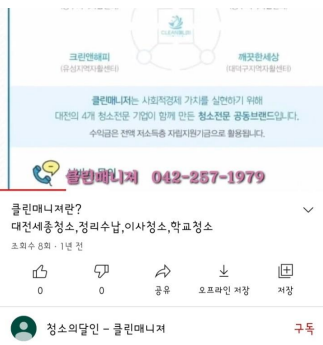 CLEANMLZR
크린앤해피
(유성지역자활센터)
깨끗한세상
(대덕구지역자활센터)
클린매니저는 사회적경제 가치를 실현하기 위해
대전의 4개 청소전문 기업이 함께 만든 청소전문 공동브랜드입니다.
수익금은 전액 저소득층 자립지원기금으로 활용됩니다.
클린매니져 042-257-1979
클린매니져란?
대전세종청소,정리수납,이사청소,학교청소
조회수 8회 · 1년 전
0
0
공유
오프라인 저장
저장
청소의달인 – 클린매니져
구독